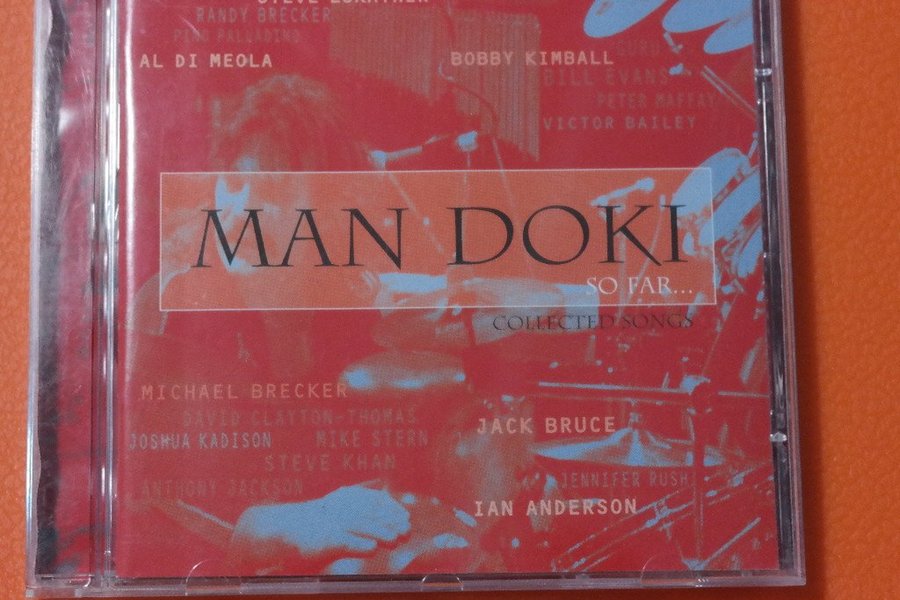 RANDY BRECKER
PINO PALLADINO
AL DI MEOLA
BOBBY KIMBALL
BILL EVANS
PETER MAFFAY
VICTOR BAILEY
MAN DOKI
SO FAR...
COLLECTED SONGS
MICHAEL BRECKER
DAVID CLAYTON-THOMAS
JACK BRUCE
JOSHUA KADISON MIKE STERN
STEVE KHAN
JENNIFER RUSH
ANTHONY JACKSON
IAN ANDERSON